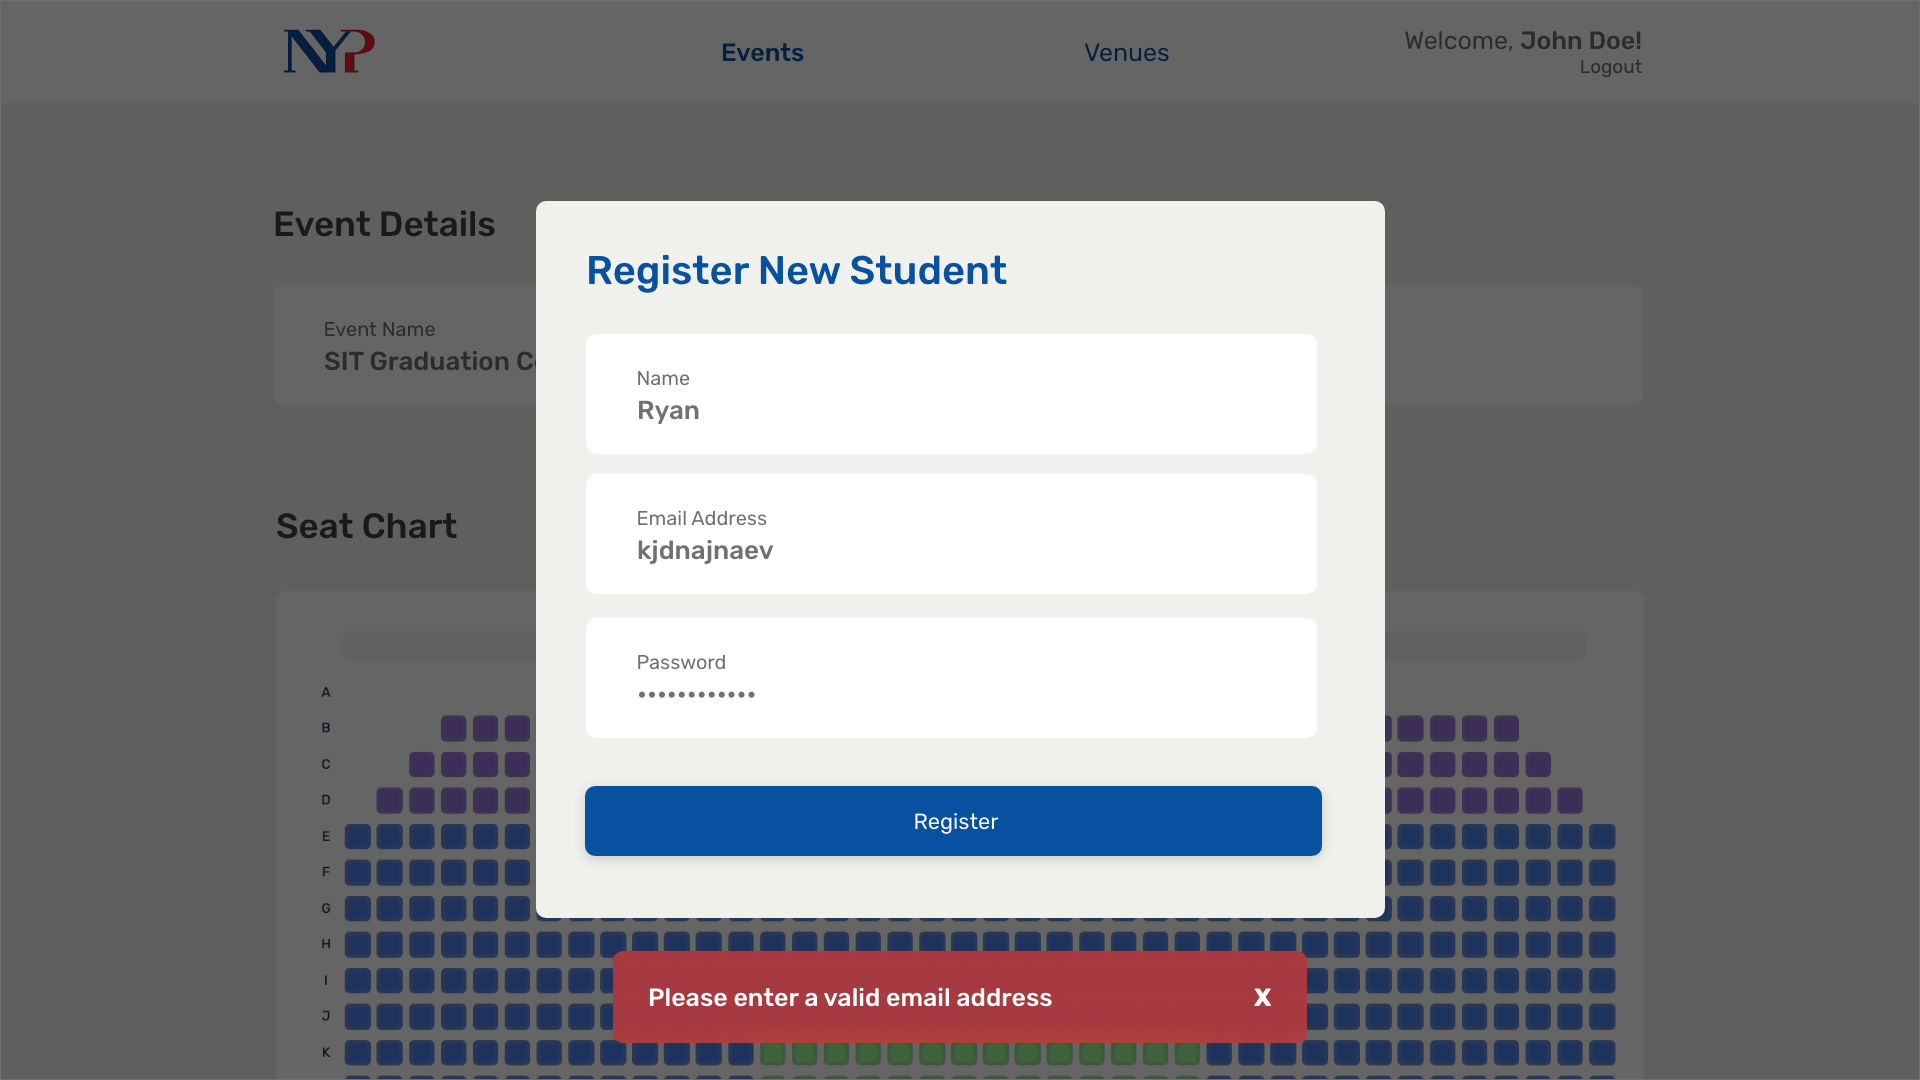 NYP
Events
Venues
Welcome, John Doe!
Logout
Event Details
Event Name
SIT Graduation
Seat Chart
Register New Student
Name
Ryan
Email Address
kjdnajnaev
Password
••••••••••••
Register
A
B
C
D
E
F
G
H
I
J
K
Please enter a valid email address
X